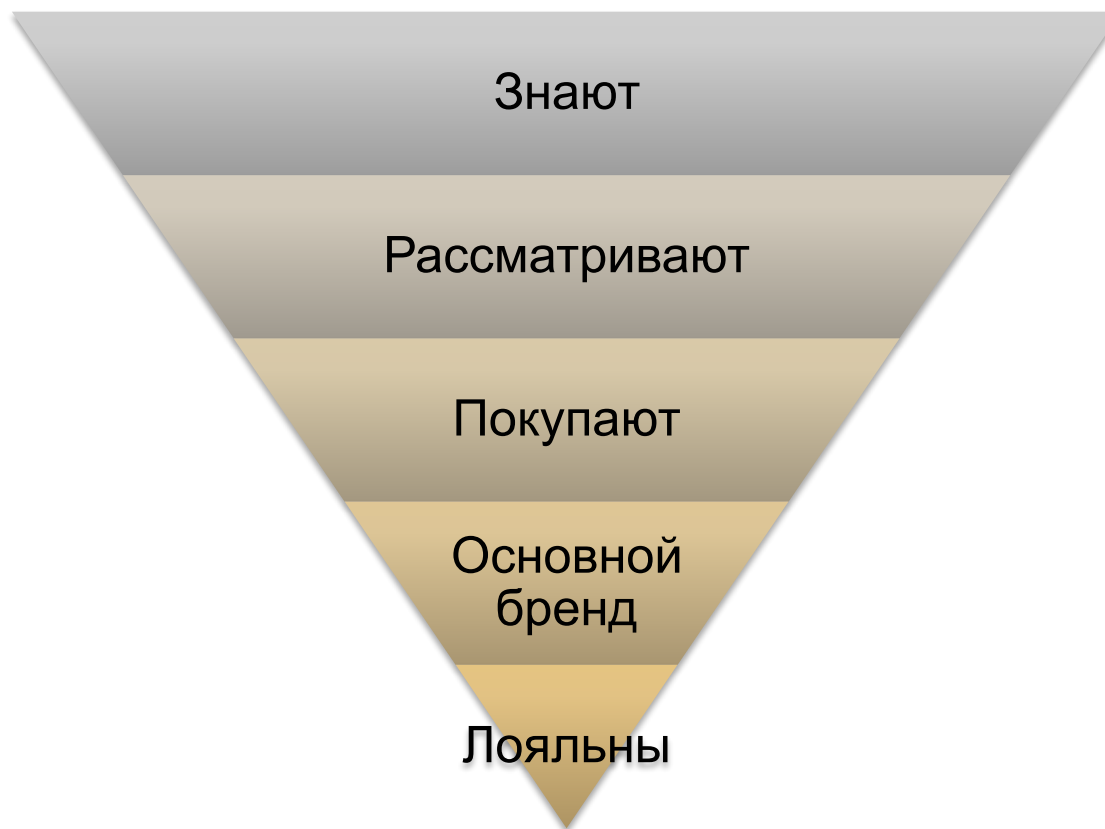 Знают
Рассматривают
Покупают
Основной
бренд
Лояльны